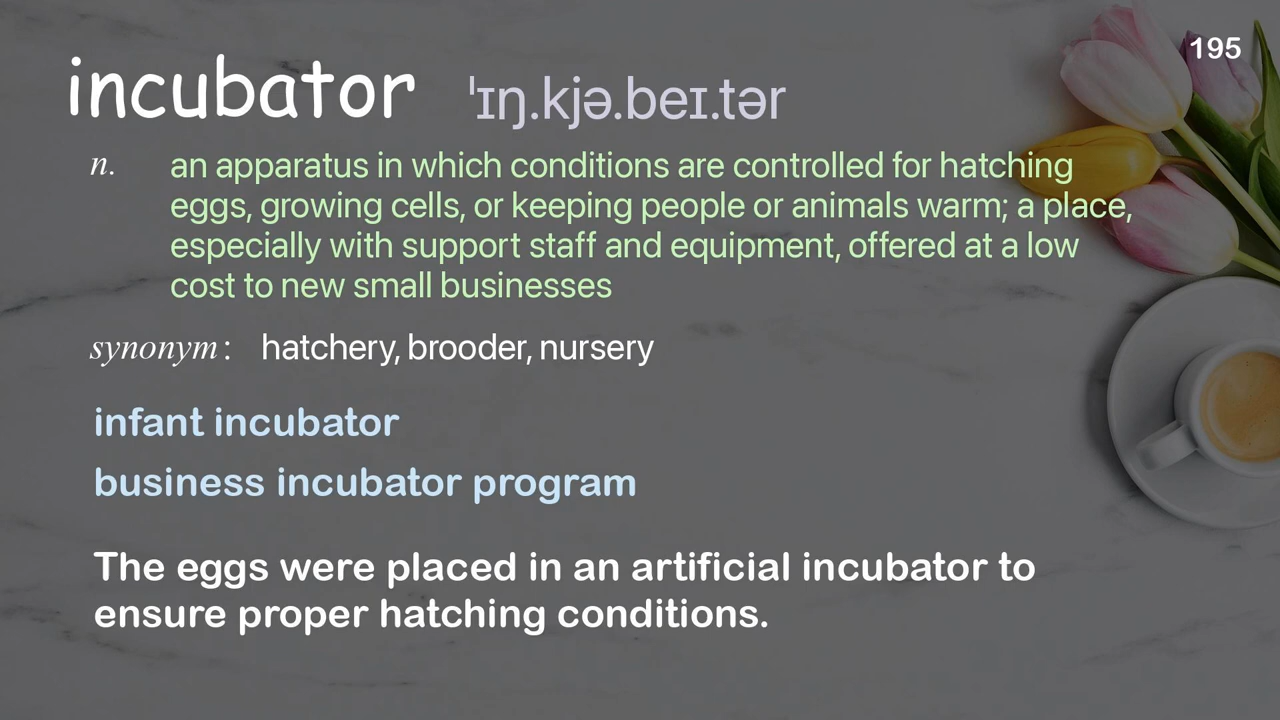 195
incubator ˈɪŋ.kjə.beɪ.tər
n. an apparatus in which conditions are controlled for hatching
eggs, growing cells, or keeping people or animals warm; a place,
especially with support staff and equipment, offered at a low
cost to new small businesses
synonym : hatchery, brooder, nursery
infant incubator
business incubator program
The eggs were placed in an artificial incubator to
ensure proper hatching conditions.